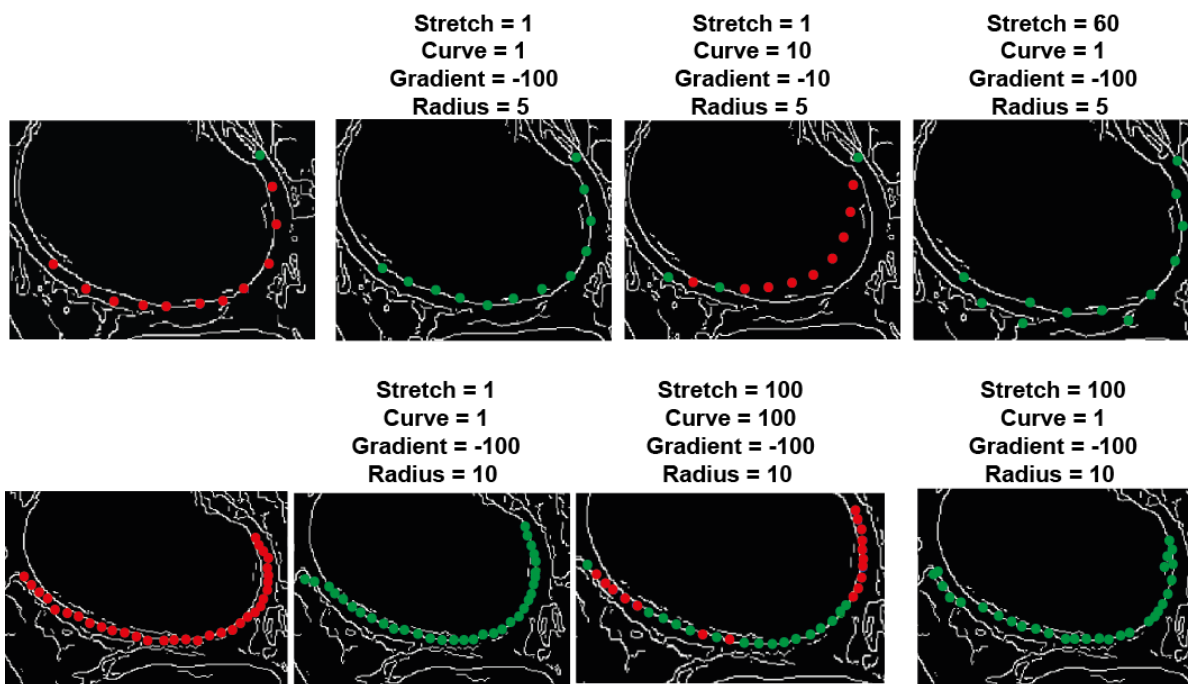 Stretch = 1
Curve = 1
Gradient = -100
Radius = 5
Stretch = 1
Curve = 10
Gradient = -10
Radius = 5
Stretch = 60
Curve = 1
Gradient = -100
Radius = 5
Stretch = 1
Curve = 1
Gradient = -100
Radius = 10
Stretch = 100
Curve = 100
Gradient = -100
Radius = 10
Stretch = 100
Curve = 1
Gradient = -100
Radius = 10